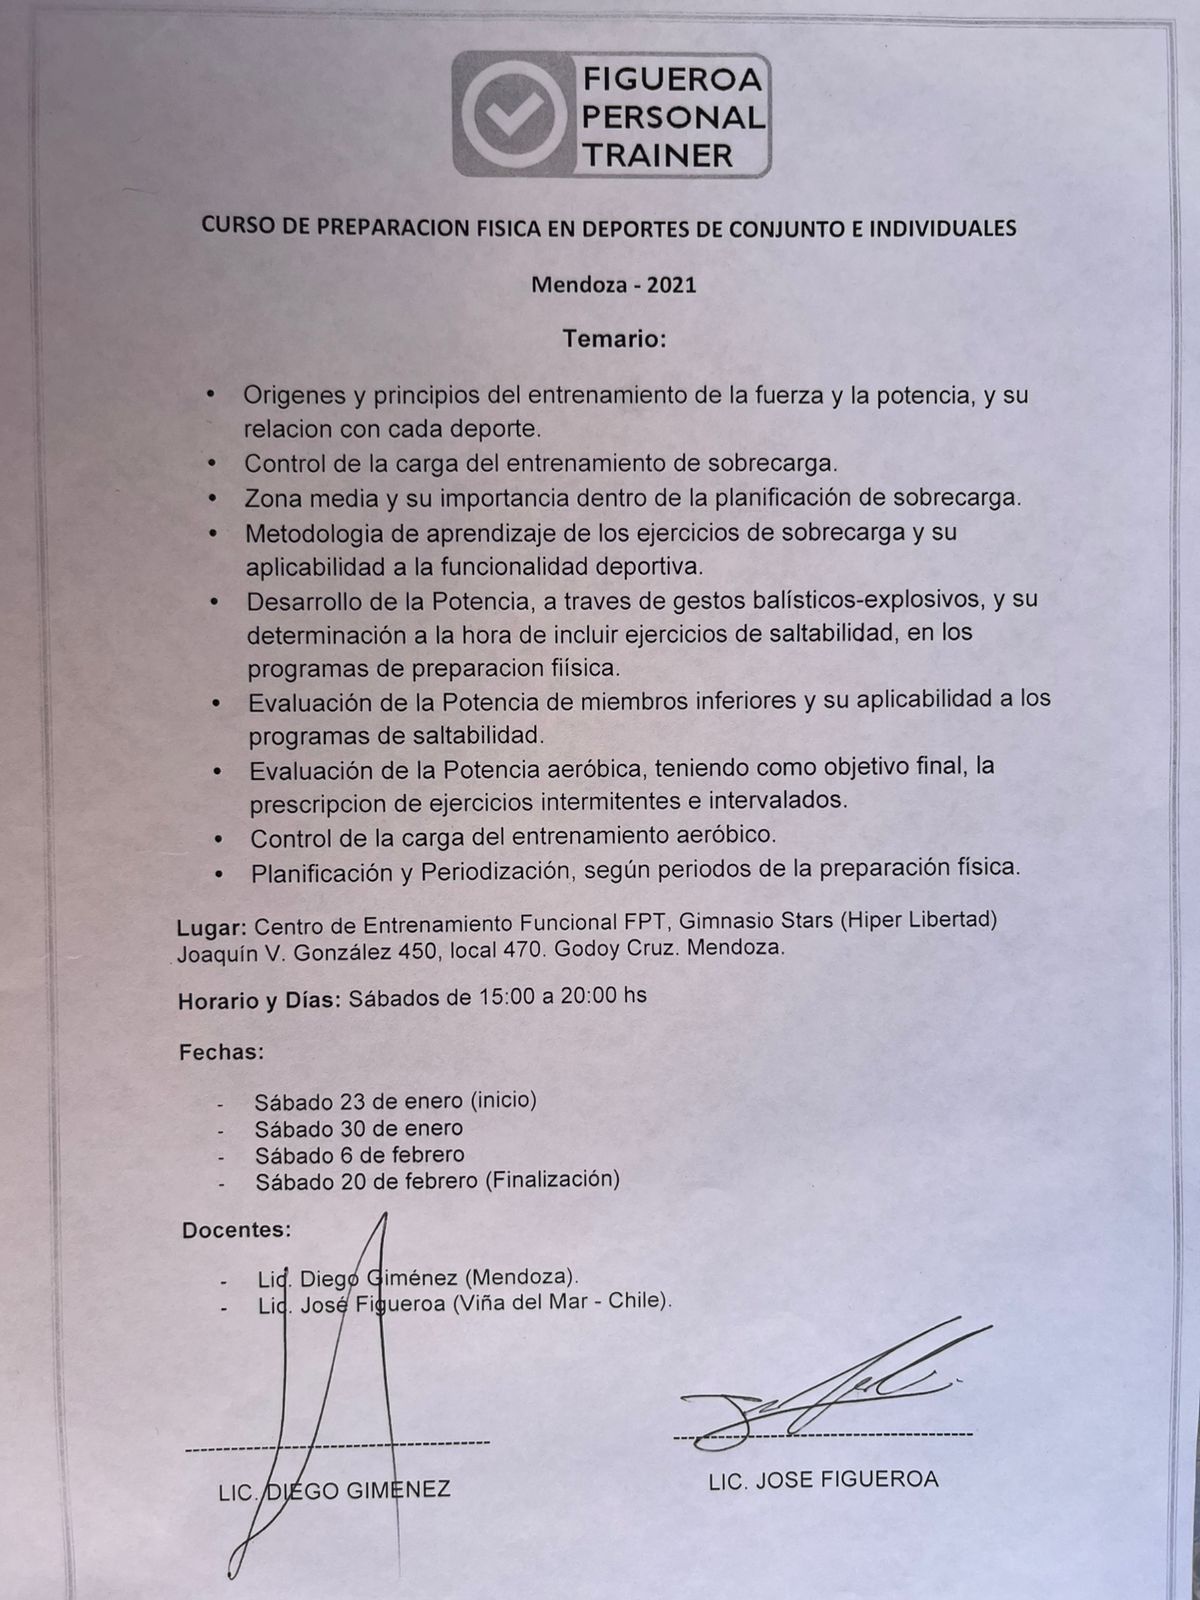 FIGUEROA
PERSONAL
TRAINER
CURSO DE PREPARACION FISICA EN DEPORTES DE CONJUNTO E INDIVIDUALES
Mendoza - 2021
Temario:
• Origenes y principios del entrenamiento de la fuerza y la potencia, y su
relacion con cada deporte.
• Control de la carga del entrenamiento de sobrecarga.
• Zona media y su importancia dentro de la planificación de sobrecarga.
• Metodologia de aprendizaje de los ejercicios de sobrecarga y su
aplicabilidad a la funcionalidad deportiva.
• Desarrollo de la Potencia, a traves de gestos balísticos-explosivos, y su
determinación a la hora de incluir ejercicios de saltabilidad, en los
programas de preparacion fiísica.
• Evaluación de la Potencia de miembros inferiores y su aplicabilidad a los
programas de saltabilidad.
• Evaluación de la Potencia aeróbica, teniendo como objetivo final, la
prescripcion de ejercicios intermitentes e intervalados.
• Control de la carga del entrenamiento aeróbico.
• Planificación y Periodización, según periodos de la preparación física.
Lugar: Centro de Entrenamiento Funcional FPT, Gimnasio Stars (Hiper Libertad)
Joaquín V. González 450, local 470. Godoy Cruz. Mendoza.
Horario y Días: Sábados de 15:00 a 20:00 hs
Fechas:
- Sábado 23 de enero (inicio)
- Sábado 30 de enero
- Sábado 6 de febrero
- Sábado 20 de febrero (Finalización)
Docentes:
- Lic. Diego Giménez (Mendoza).
- Lic. José Figueroa (Viña del Mar - Chile).
LIC. DIEGO GIMENEZ
LIC. JOSE FIGUEROA